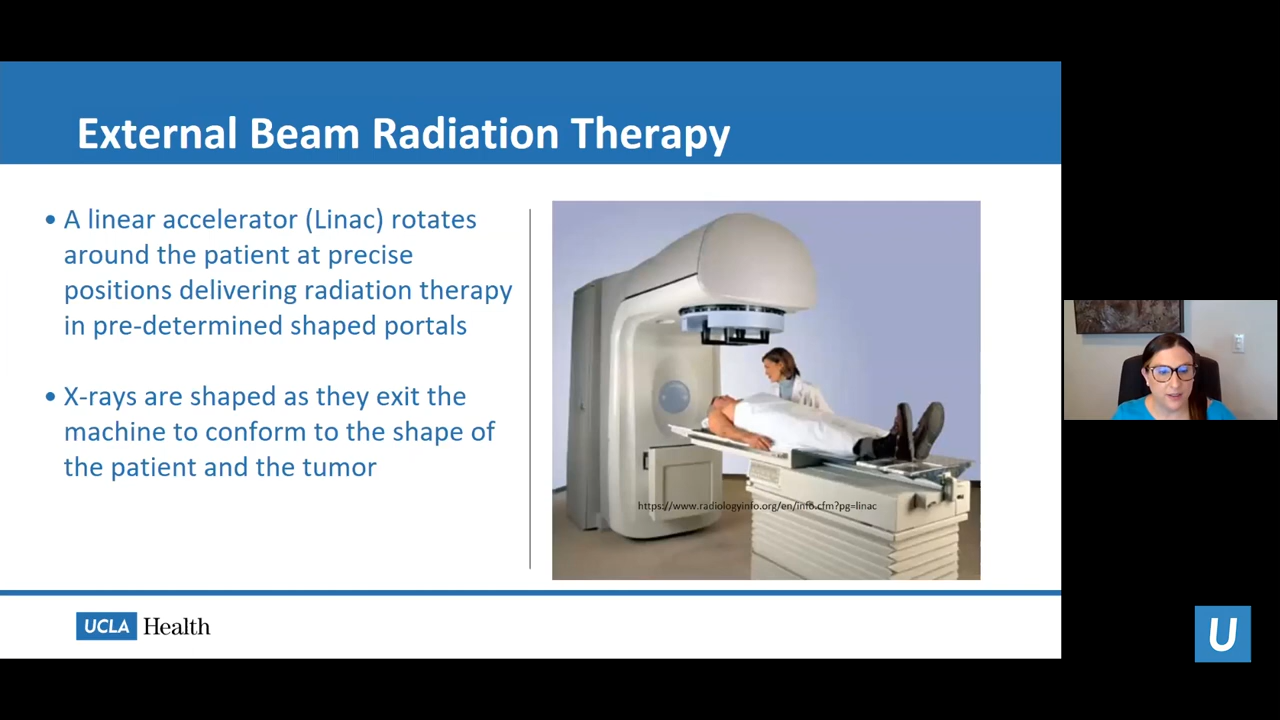 External Beam Radiation Therapy
• A linear accelerator (Linac) rotates
around the patient at precise
positions delivering radiation therapy
in pre-determined shaped portals
• X-rays are shaped as they exit the
machine to conform to the shape of
the patient and the tumor
https://www.radiologyinfo.org/en/info.cfm?pg=linac
UCLA Health
U